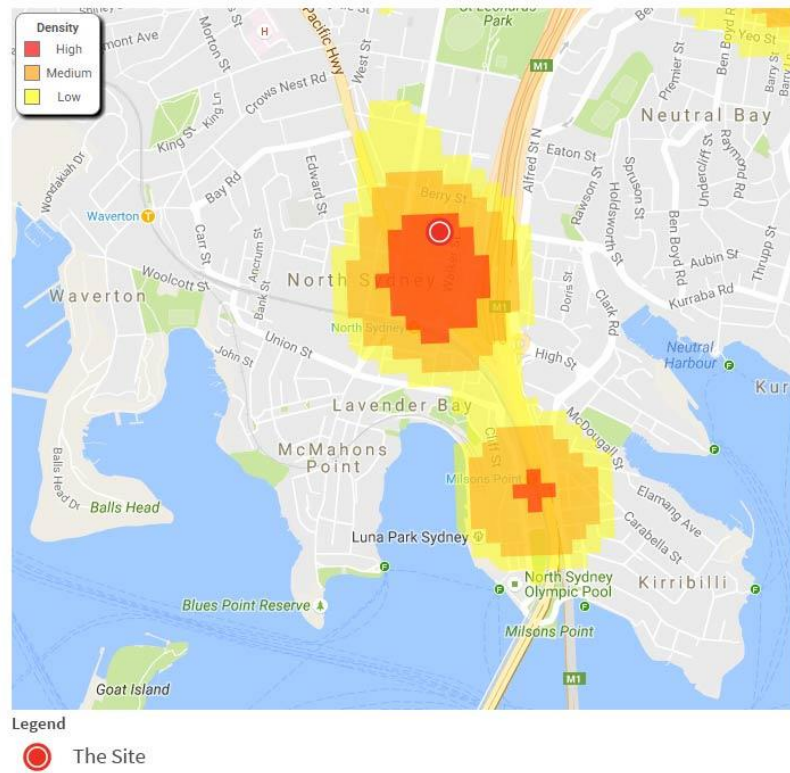 Density
High
Medium
Low
St Leonards
Park
Pacific Hwy
West St
M1
Morton St
Crows Nest Rd
King Ln
King St
Bay Rd
Edward St
Wondakiah Dr
Waverton
T
Carr St
Ancrum St
Bank St
Woolcott St
Waverton
John St
Union St
Berry St
Walker St
North Sydney
M1
North Sydney
Alfred St N
Eaton St
Rawson St
Holdsworth St
Spruson St
Premier St
Ben Boyd Rd
Yeo St
Barry St
Neutral Bay
Undercliff St
Raymond Rd
Ben Boyd Rd
Aubin St
Thrupp St
Kurraba Rd
Doris St
Clark Rd
High St
Neutral
Harbour
Kur
Lavender Bay
McMahons
Point
Cliff St
Milsons Point
McDougall St
Elamang Ave
Carabella St
Kirribilli
Balls Head Dr
Balls Head
Luna Park Sydney
North Sydney
Olympic Pool
Blues Point Reserve
Milsons Point
Goat Island
M1
Legend
The Site